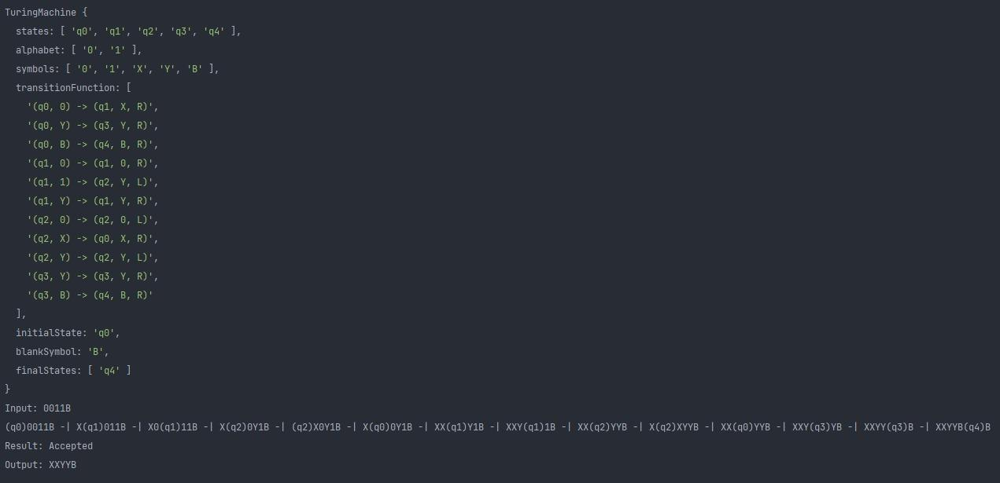 TuringMachine {
  states: [ 'q0', 'q1', 'q2', 'q3', 'q4' ],
  alphabet: [ '0', '1' ],
  symbols: [ '0', '1', 'X', 'Y', 'B' ],
  transitionFunction: [
    '(q0, 0) -> (q1, X, R)',
    '(q0, Y) -> (q3, Y, R)',
    '(q0, B) -> (q4, B, R)',
    '(q1, 0) -> (q1, 0, R)',
    '(q1, 1) -> (q2, Y, L)',
    '(q1, Y) -> (q1, Y, R)',
    '(q2, 0) -> (q2, 0, L)',
    '(q2, X) -> (q0, X, R)',
    '(q2, Y) -> (q2, Y, L)',
    '(q3, Y) -> (q3, Y, R)',
    '(q3, B) -> (q4, B, R)'
  ],
  initialState: 'q0',
  blankSymbol: 'B',
  finalStates: [ 'q4' ]
}
Input: 0011B
(q0)0011B -| X(q1)011B -| X0(q1)11B -| X(q2)0Y1B -| (q2)X0Y1B -| X(q0)0Y1B -| XX(q1)Y1B -| XXY(q1)1B -| XX(q2)YYB -| X(q2)XYYB -| XX(q0)YYB -| XXY(q3)YB -| XXYY(q3)B -| XXYYB(q4)B
Result: Accepted
Output: XXYYB